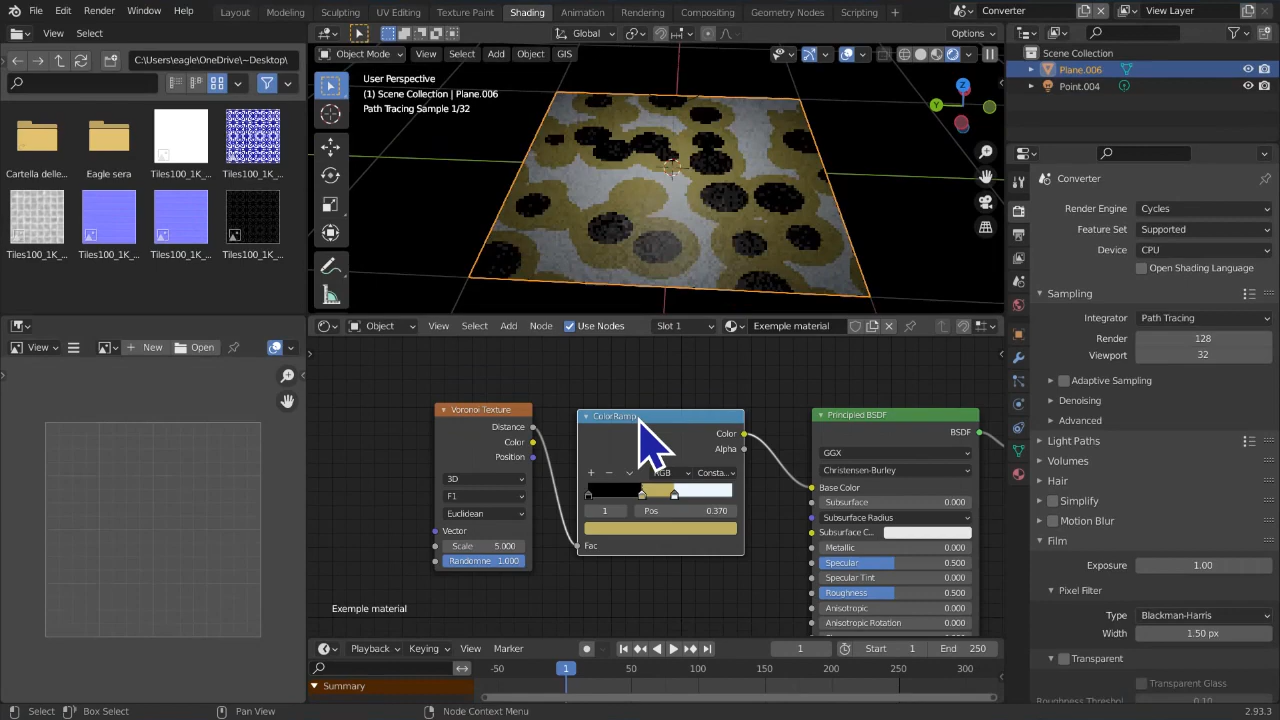 File Edit Render Window Help Layout Modeling Sculpting UV Editing Texture Paint Shading Animation Rendering Compositing Geometry Nodes Scripting + Converter View Layer
View Select
Global Options
C:\Users\eagle\OneDrive\~Desktop\
Object Mode View Select Add Object GIS
User Perspective
(1) Scene Collection | Plane.006
Path Tracing Sample 1/32
Cartella delle... Eagle sera Tiles100_1K_... Tiles100_1K_...
Tiles100_1K_... Tiles100_1K_... Tiles100_1K_... Tiles100_1K_...
Scene Collection
Plane.006
Point.004
Converter
Render Engine Cycles
Feature Set Supported
Device CPU
Open Shading Language
Sampling
Integrator Path Tracing
Render 128
Viewport 32
Adaptive Sampling
Denoising
Advanced
Light Paths
Volumes
Hair
Simplify
Motion Blur
Film
Exposure 1.00
Pixel Filter
Type Blackman-Harris
Width 1.50 px
Transparent
Transparent Glass
Roughness Threshol 0.10
View New Open
Object View Select Add Node Use Nodes Slot 1 Exemple material
Voronoi Texture
Distance
Color
Position
3D
F1
Euclidean
Vector
Scale 5.000
Randomne 1.000
ColorRamp
Color
Alpha
+ − RGB Consta...
1 Pos 0.370
Fac
Principled BSDF
BSDF
GGX
Christensen-Burley
Base Color
Subsurface 0.000
Subsurface Radius
Subsurface C...
Metallic 0.000
Specular 0.500
Specular Tint 0.000
Roughness 0.500
Anisotropic 0.000
Anisotropic Rotation 0.000
Exemple material
Playback Keying View Marker 1 Start 1 End 250
-50 1 50 100 150 200 250 300
Summary
Select Box Select Pan View Node Context Menu 2.93.3